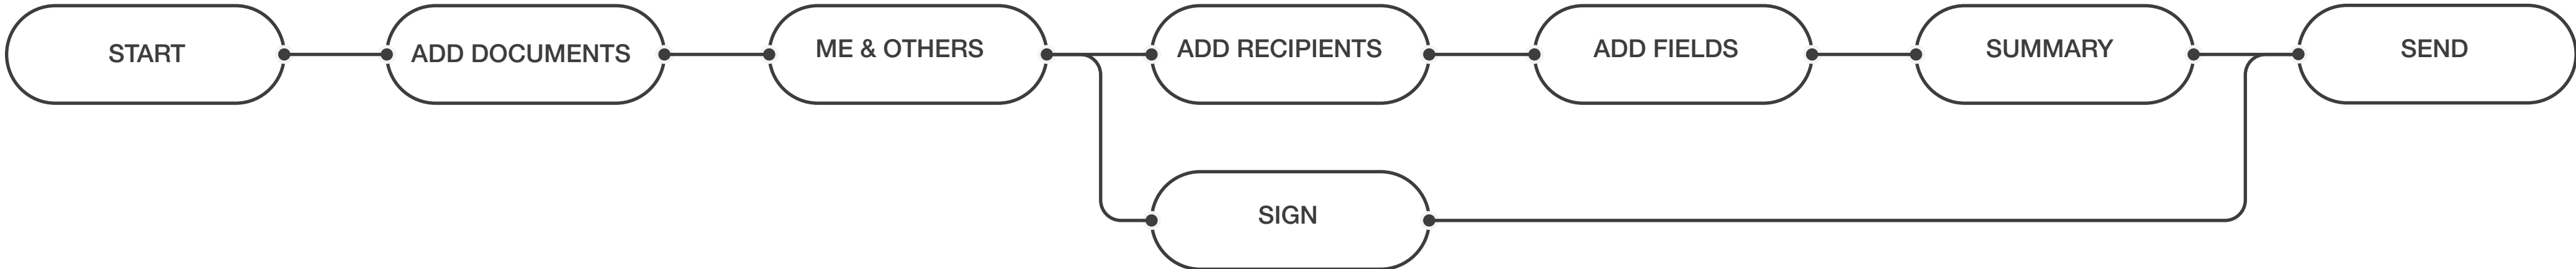 START
ADD DOCUMENTS
ME & OTHERS
ADD RECIPIENTS
ADD FIELDS
SUMMARY
SEND
SIGN